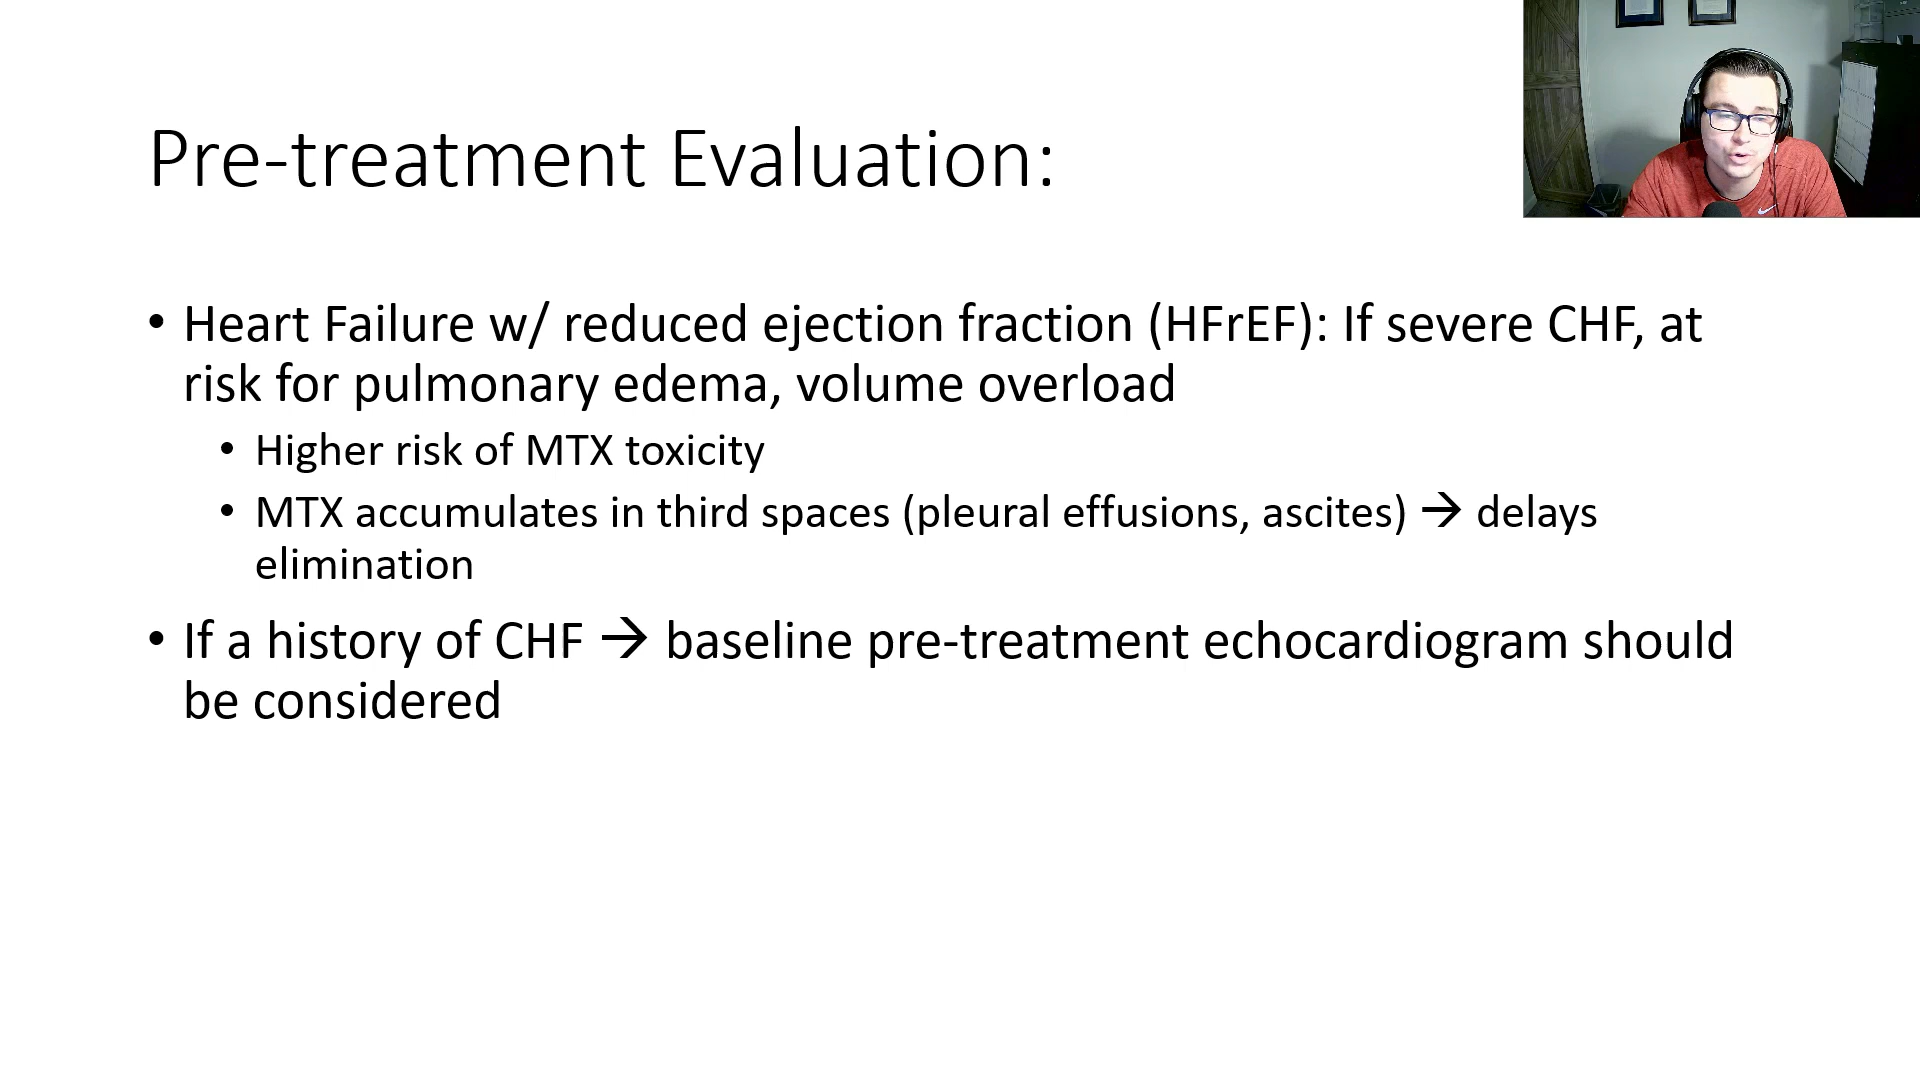 Pre-treatment Evaluation:
• Heart Failure w/ reduced ejection fraction (HFrEF): If severe CHF, at
risk for pulmonary edema, volume overload
• Higher risk of MTX toxicity
• MTX accumulates in third spaces (pleural effusions, ascites) → delays
elimination
• If a history of CHF → baseline pre-treatment echocardiogram should
be considered